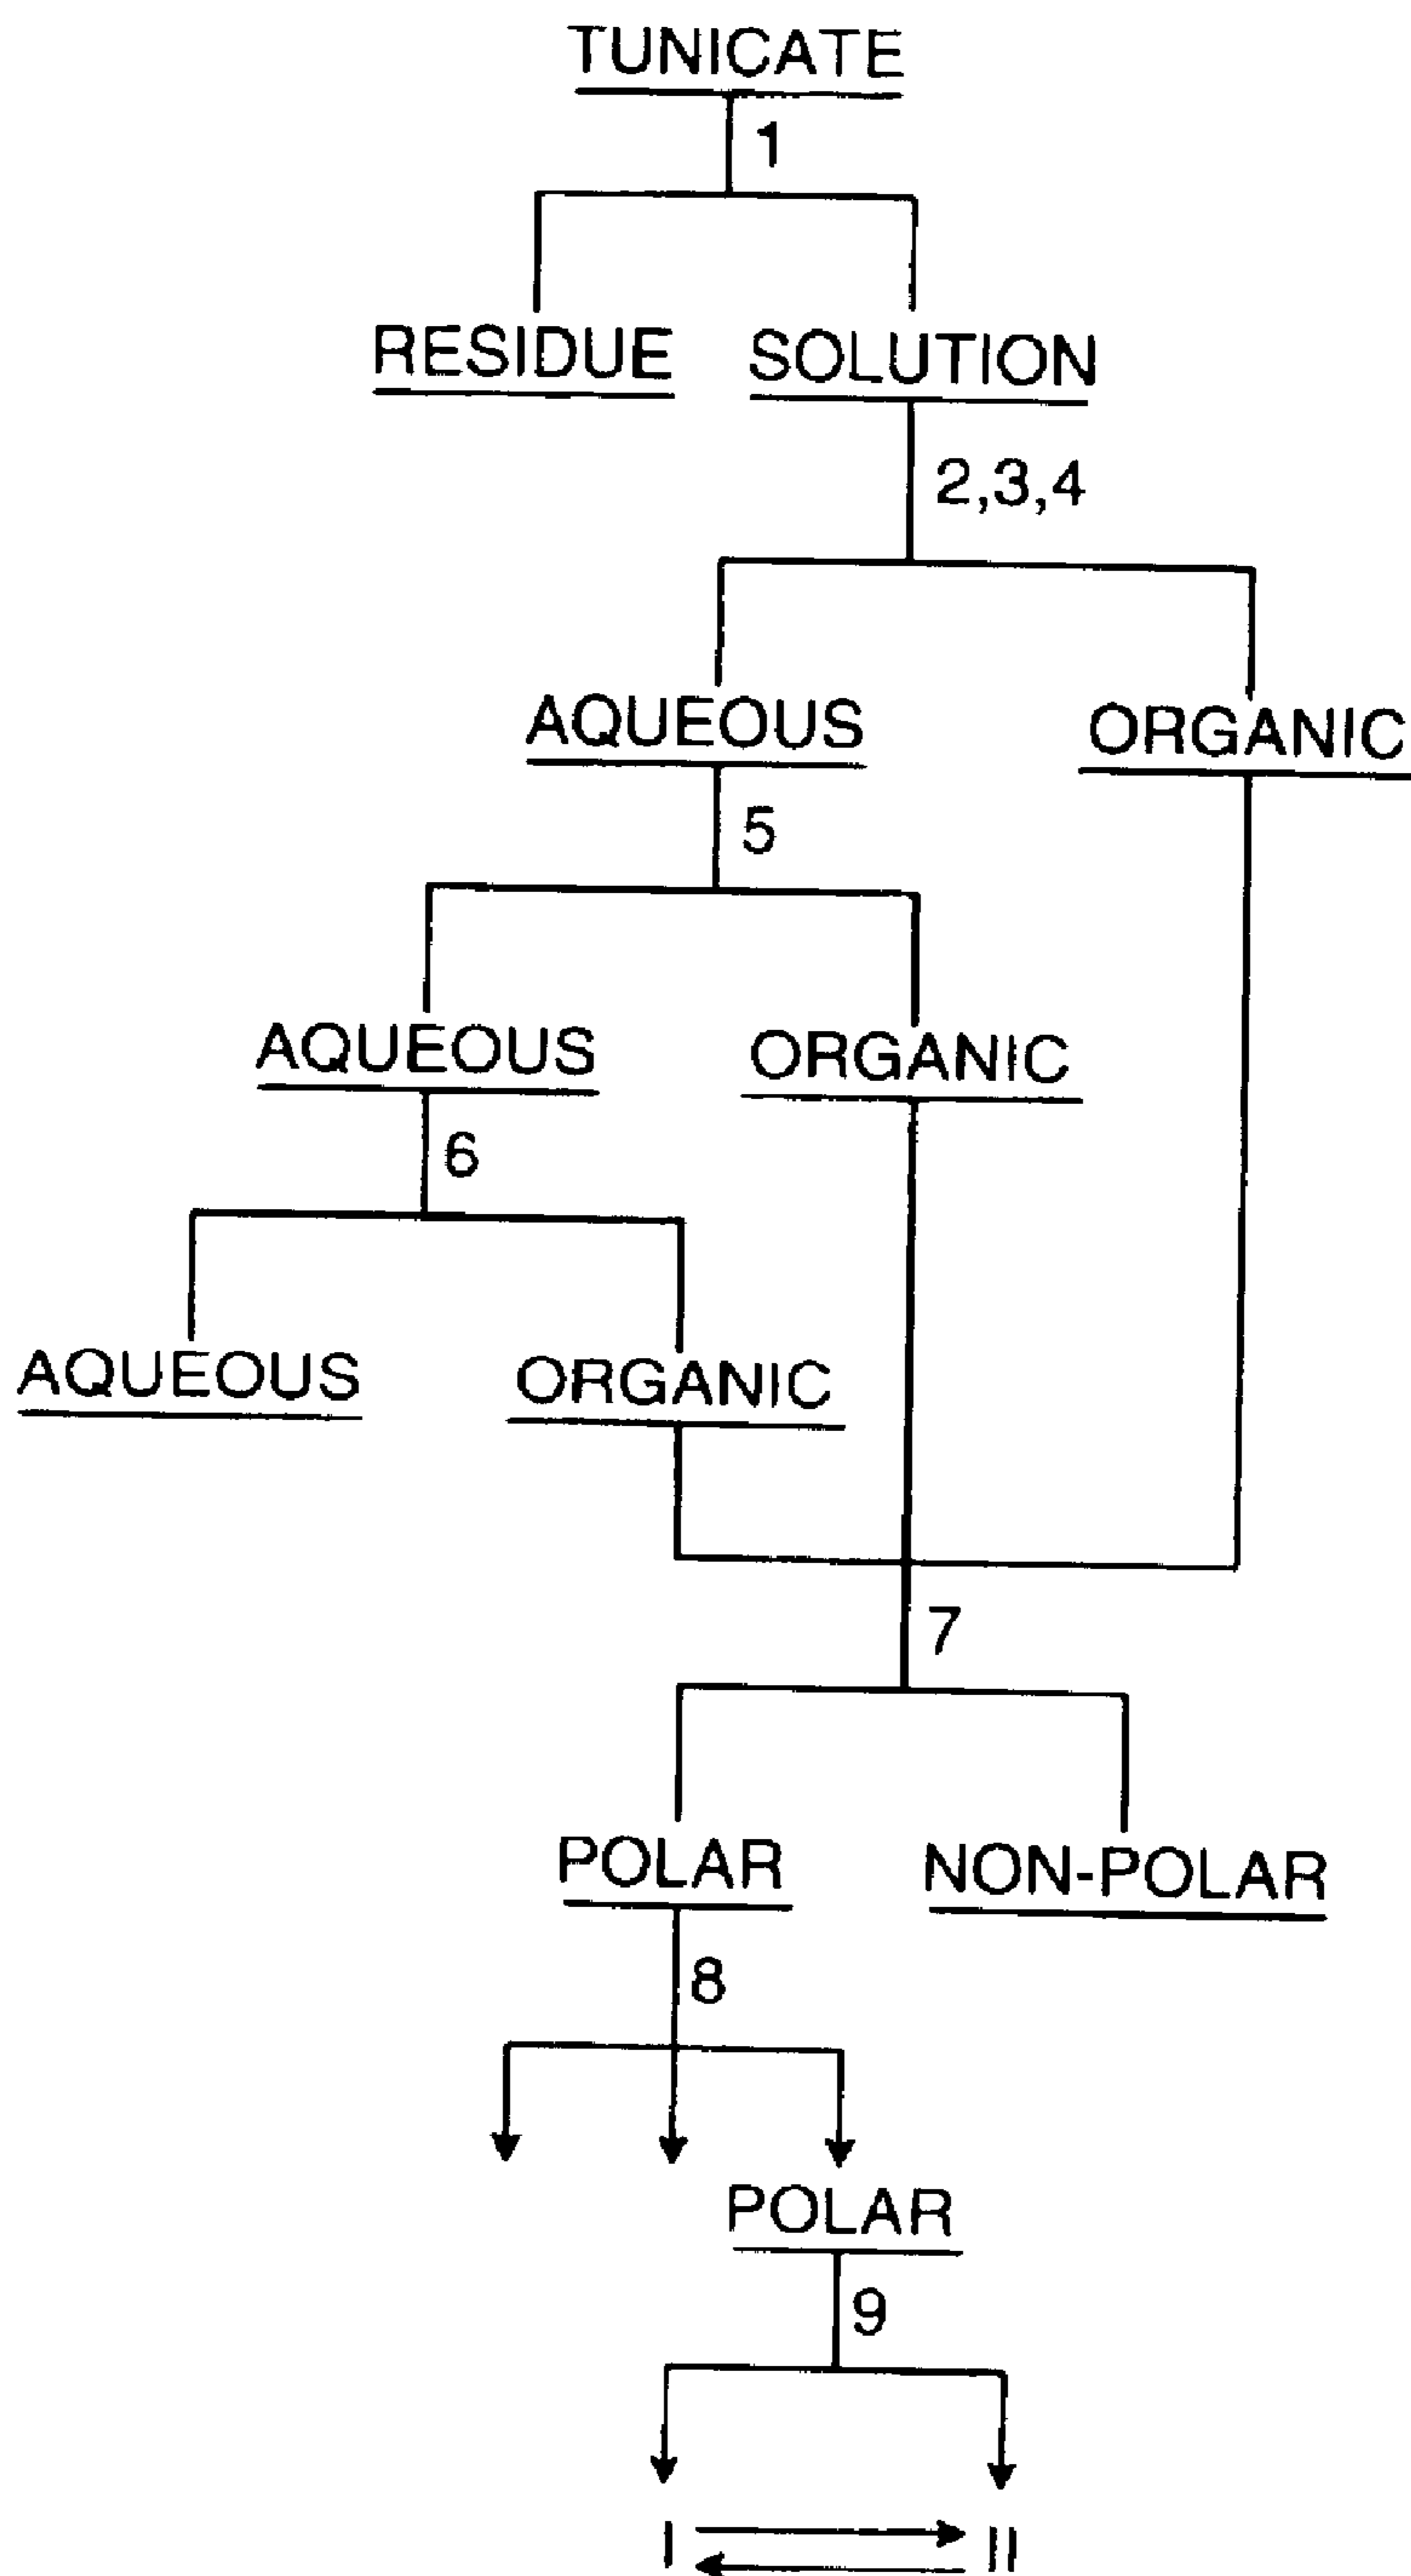 TUNICATE
1
RESIDUE SOLUTION
2,3,4
AQUEOUS ORGANIC
5
AQUEOUS ORGANIC
6
AQUEOUS ORGANIC
7
POLAR NON-POLAR
8
POLAR
9
I II